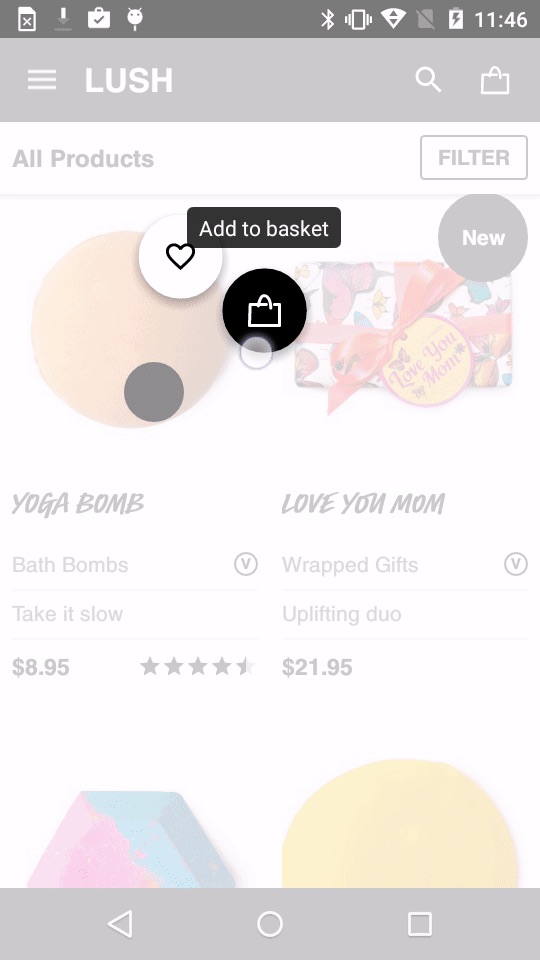 11:46
LUSH
All Products
FILTER
Add to basket
New
Love You Mom
YOGA BOMB
LOVE YOU MOM
Bath Bombs V
Wrapped Gifts V
Take it slow
Uplifting duo
$8.95
$21.95